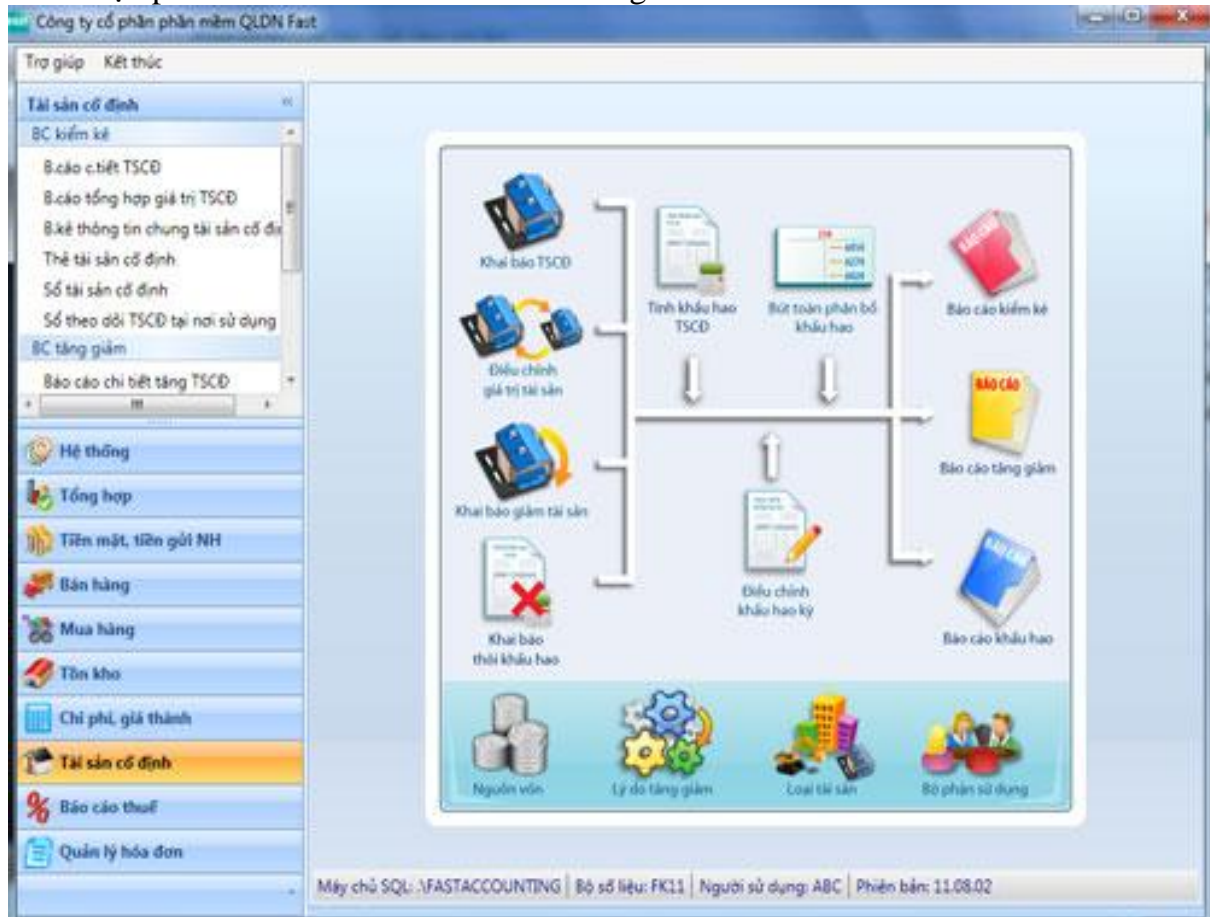 Công ty cổ phần phần mềm QLDN Fast
Trợ giúp Kết thúc
Tài sản cố định
BC kiểm kê
B.cáo c.tiết TSCĐ
B.cáo tổng hợp giá trị TSCĐ
B.kê thông tin chung tài sản cố địn
Thẻ tài sản cố định
Sổ tài sản cố định
Sổ theo dõi TSCĐ tại nơi sử dụng
BC tăng giảm
Báo cáo chi tiết tăng TSCĐ
Hệ thống
Tổng hợp
Tiền mặt, tiền gửi NH
Bán hàng
Mua hàng
Tồn kho
Chi phí, giá thành
Tài sản cố định
Báo cáo thuế
Quản lý hóa đơn
Khai báo TSCĐ
Điều chỉnh
giá trị tài sản
Khai báo giảm tài sản
Khai báo
thôi khấu hao
Tính khấu hao
TSCĐ
Bút toán phân bổ
khấu hao
Điều chỉnh
khấu hao kỳ
BÁO CÁO
Báo cáo kiểm kê
BÁO CÁO
Báo cáo tăng giảm
BÁO CÁO
Báo cáo khấu hao
Nguồn vốn
Lý do tăng giảm
Loại tài sản
Bộ phận sử dụng
Máy chủ SQL: .\FASTACCOUNTING Bộ số liệu: FK11 Người sử dụng: ABC Phiên bản: 11.08.02